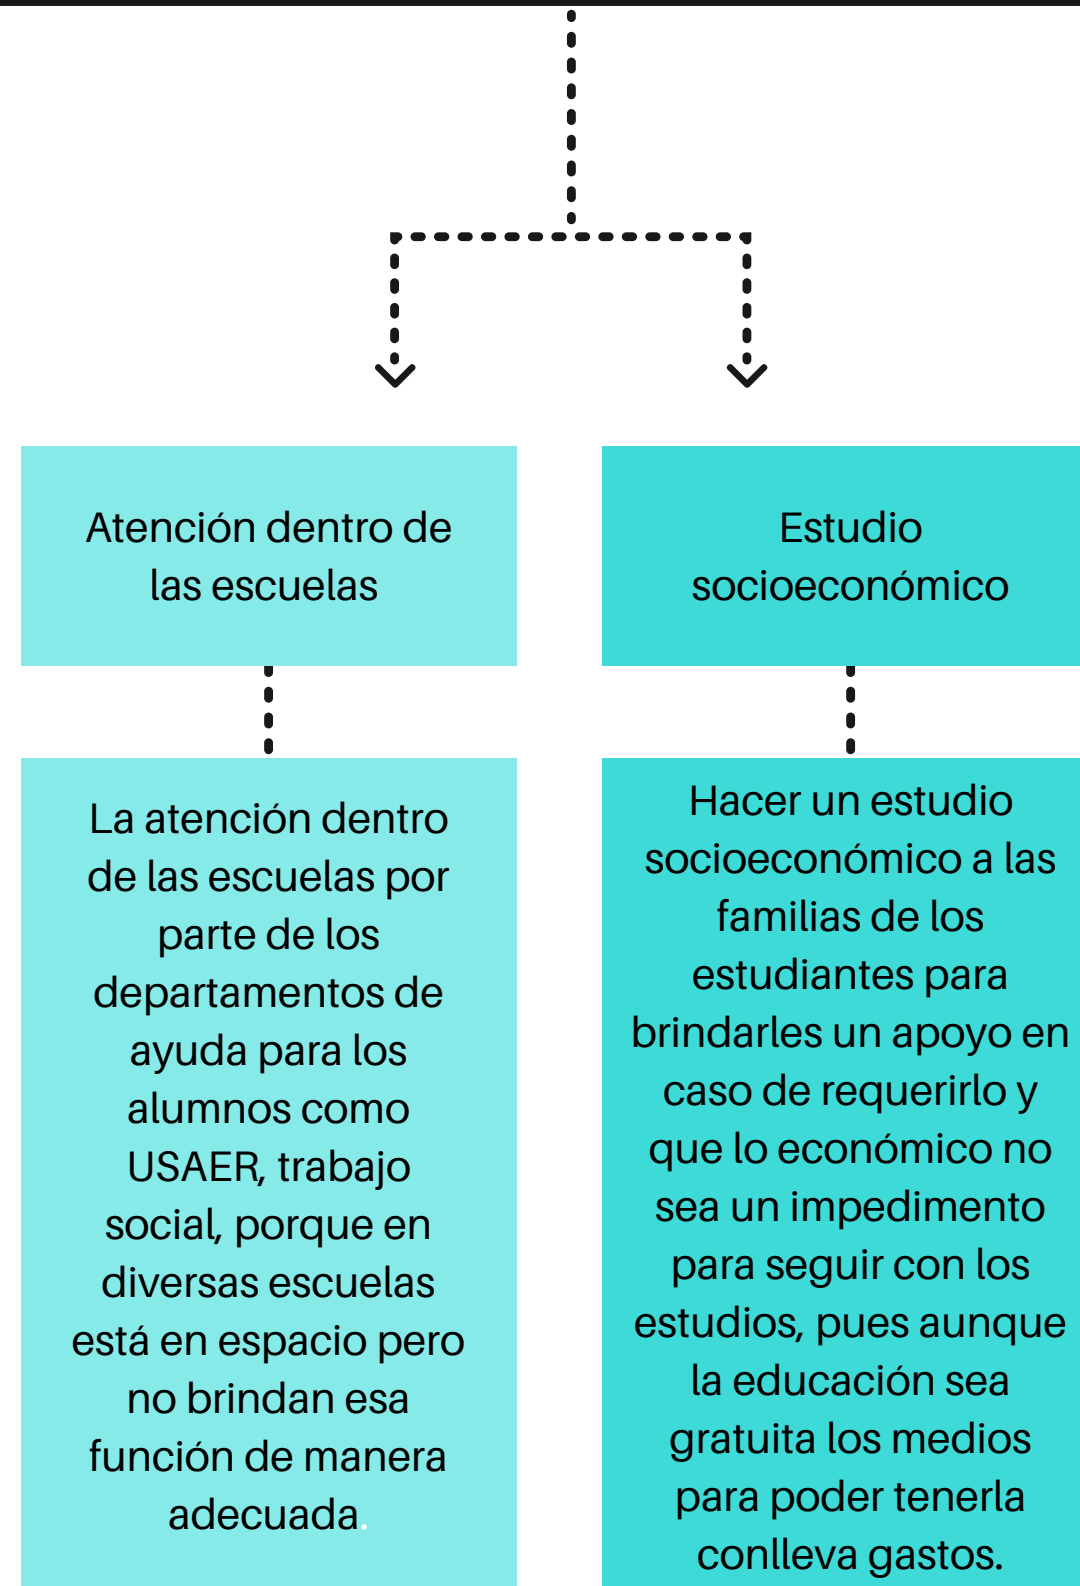 Atención dentro de
las escuelas
Estudio
socioeconómico
La atención dentro
de las escuelas por
parte de los
departamentos de
ayuda para los
alumnos como
USAER, trabajo
social, porque en
diversas escuelas
está en espacio pero
no brindan esa
función de manera
adecuada.
Hacer un estudio
socioeconómico a las
familias de los
estudiantes para
brindarles un apoyo en
caso de requerirlo y
que lo económico no
sea un impedimento
para seguir con los
estudios, pues aunque
la educación sea
gratuita los medios
para poder tenerla
conlleva gastos.